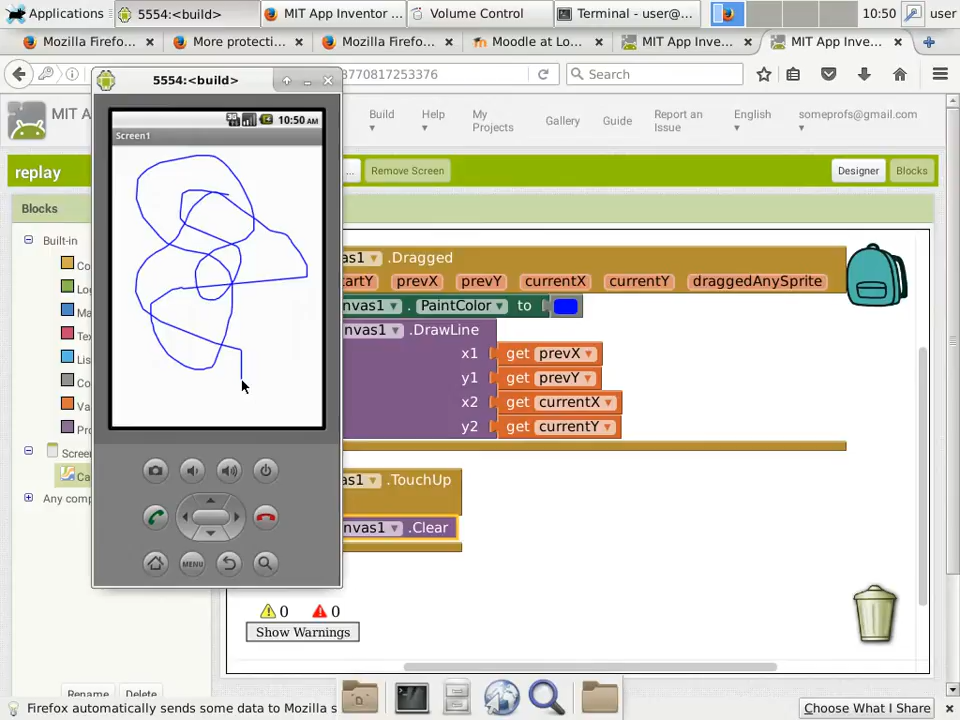 Applications
5554:<build>
MIT App Inventor ...
Volume Control
Terminal - user@...
10:50
user
Mozilla Firefo...
More protecti...
Mozilla Firefo...
Moodle at Lo...
MIT App Inve...
MIT App Inve...
5554:<build>
8770817253376
Search
10:50 AM
Screen1
MIT A
Build
Help
My Projects
Gallery
Guide
Report an Issue
English
someprofs@gmail.com
replay
...
Remove Screen
Designer
Blocks
Blocks
Built-in
Co
Lo
Ma
Tex
Lis
Co
Va
Pro
Scree
Ca
Any comp
as1
.Dragged
tartY
prevX
prevY
currentX
currentY
draggedAnySprite
nvas1
.
PaintColor
to
nvas1
.DrawLine
x1
get
prevX
y1
get
prevY
x2
get
currentX
y2
get
currentY
as1
.TouchUp
nvas1
.Clear
MENU
0
0
Show Warnings
Rename
Delete
Firefox automatically sends some data to Mozilla s
Choose What I Share